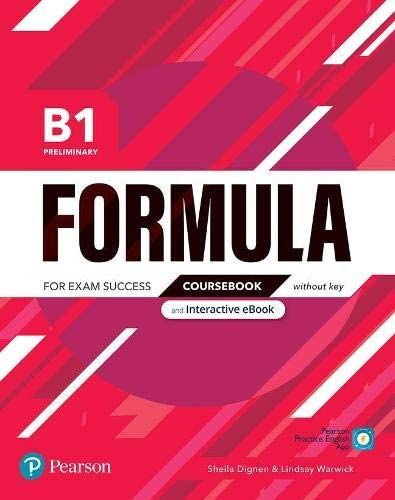 B1
PRELIMINARY
FORMULA
FOR EXAM SUCCESS COURSEBOOK without key
and Interactive eBook
Pearson
Practice English
App
Sheila Dignen & Lindsay Warwick
Pearson